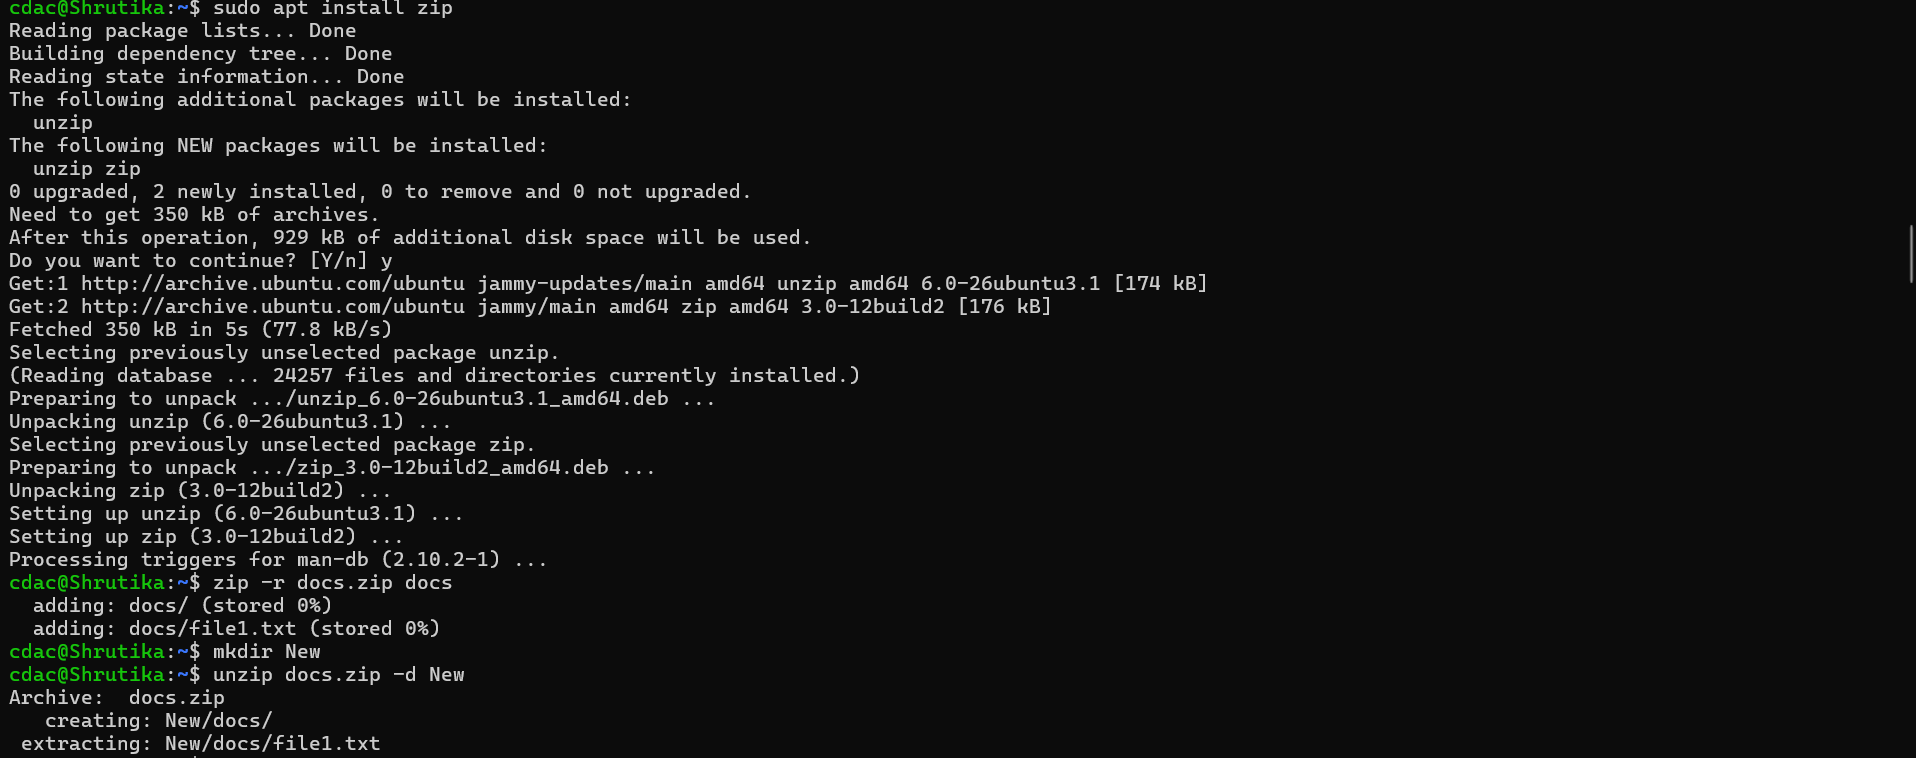 cdac@Shrutika:~$ sudo apt install zip
Reading package lists... Done
Building dependency tree... Done
Reading state information... Done
The following additional packages will be installed:
  unzip
The following NEW packages will be installed:
  unzip zip
0 upgraded, 2 newly installed, 0 to remove and 0 not upgraded.
Need to get 350 kB of archives.
After this operation, 929 kB of additional disk space will be used.
Do you want to continue? [Y/n] y
Get:1 http://archive.ubuntu.com/ubuntu jammy-updates/main amd64 unzip amd64 6.0-26ubuntu3.1 [174 kB]
Get:2 http://archive.ubuntu.com/ubuntu jammy/main amd64 zip amd64 3.0-12build2 [176 kB]
Fetched 350 kB in 5s (77.8 kB/s)
Selecting previously unselected package unzip.
(Reading database ... 24257 files and directories currently installed.)
Preparing to unpack .../unzip_6.0-26ubuntu3.1_amd64.deb ...
Unpacking unzip (6.0-26ubuntu3.1) ...
Selecting previously unselected package zip.
Preparing to unpack .../zip_3.0-12build2_amd64.deb ...
Unpacking zip (3.0-12build2) ...
Setting up unzip (6.0-26ubuntu3.1) ...
Setting up zip (3.0-12build2) ...
Processing triggers for man-db (2.10.2-1) ...
cdac@Shrutika:~$ zip -r docs.zip docs
  adding: docs/ (stored 0%)
  adding: docs/file1.txt (stored 0%)
cdac@Shrutika:~$ mkdir New
cdac@Shrutika:~$ unzip docs.zip -d New
Archive:  docs.zip
   creating: New/docs/
 extracting: New/docs/file1.txt